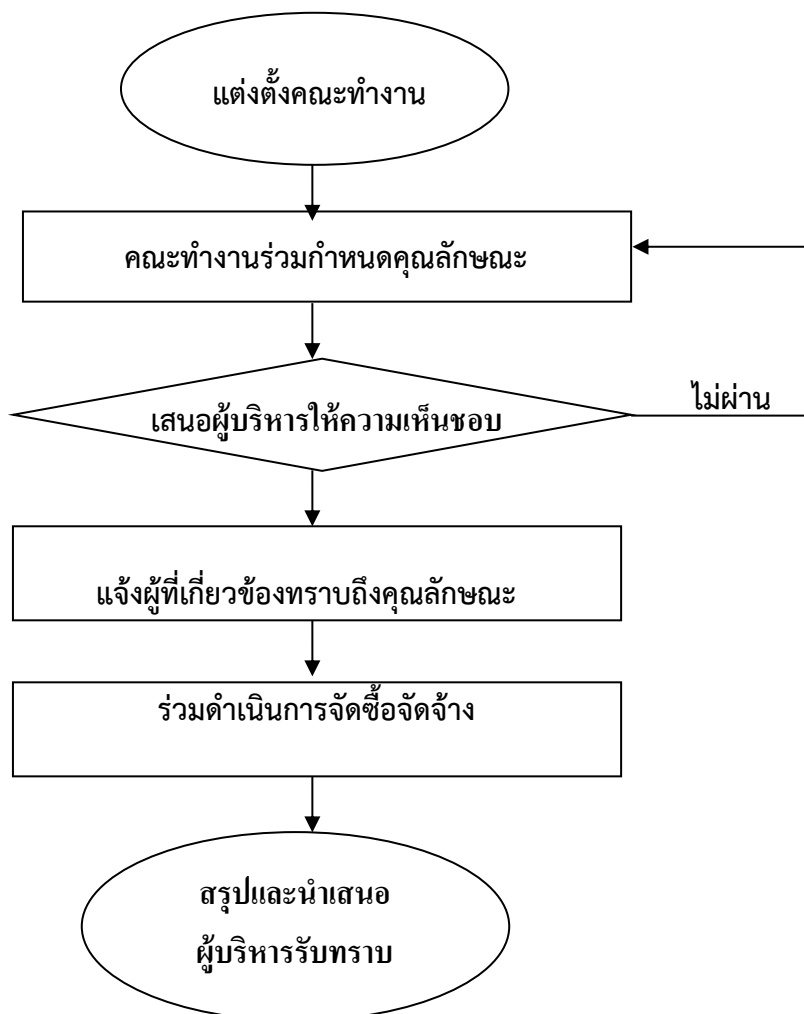 แต่งตั้งคณะทำงาน
คณะทำงานร่วมกำหนดคุณลักษณะ
ไม่ผ่าน
เสนอผู้บริหารให้ความเห็นชอบ
แจ้งผู้ที่เกี่ยวข้องทราบถึงคุณลักษณะ
ร่วมดำเนินการจัดซื้อจัดจ้าง
สรุปและนำเสนอ
ผู้บริหารรับทราบ